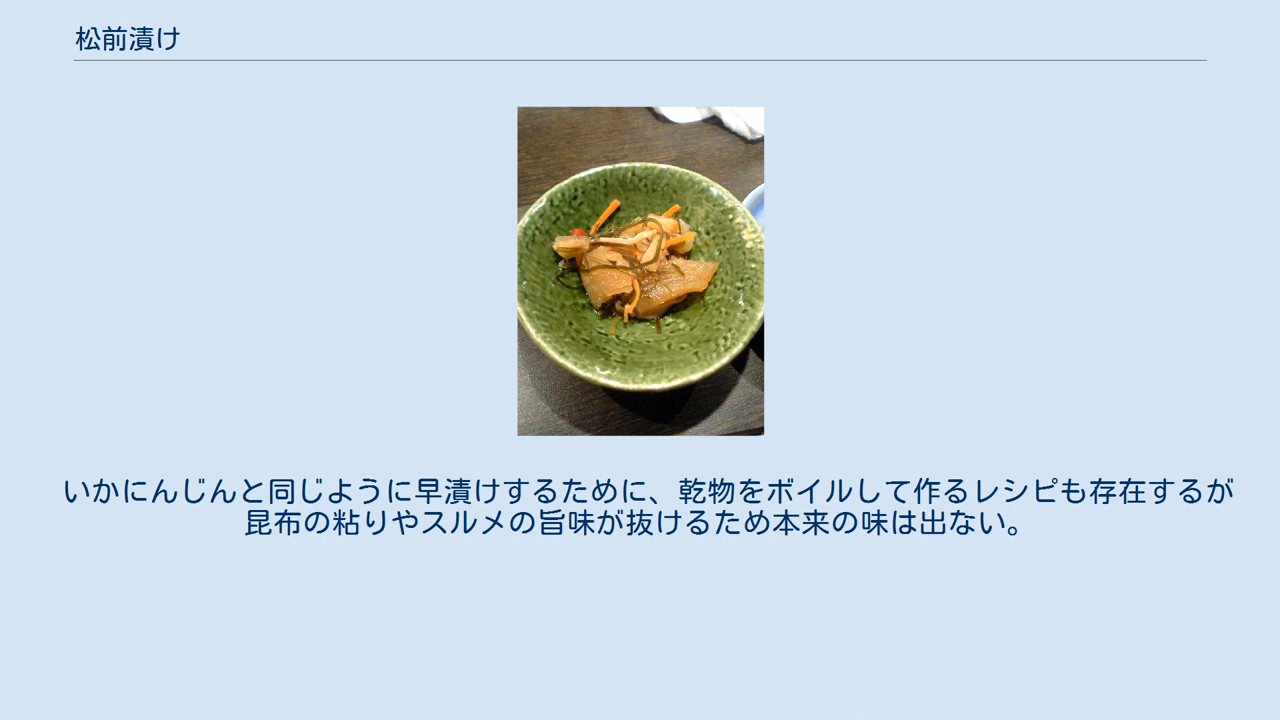 松前漬け
いかにんじんと同じように早漬けするために、乾物をボイルして作るレシピも存在するが
昆布の粘りやスルメの旨味が抜けるため本来の味は出ない。